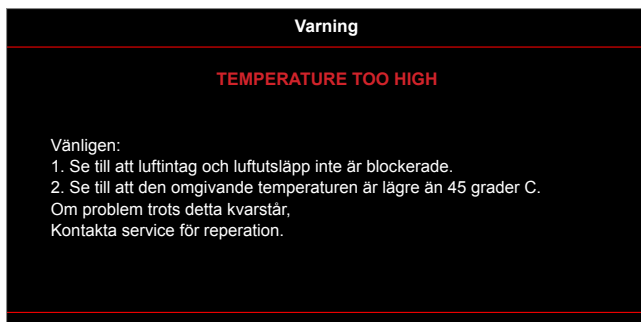 Varning
TEMPERATURE TOO HIGH
Vänligen:
1. Se till att luftintag och luftutsläpp inte är blockerade.
2. Se till att den omgivande temperaturen är lägre än 45 grader C.
Om problem trots detta kvarstår,
Kontakta service för reperation.